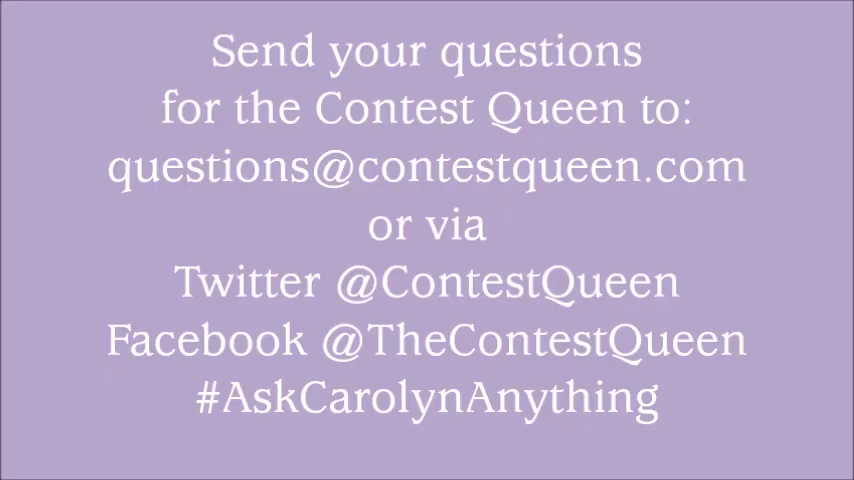 Send your questions
for the Contest Queen to:
questions@contestqueen.com
or via
Twitter @ContestQueen
Facebook @TheContestQueen
#AskCarolynAnything